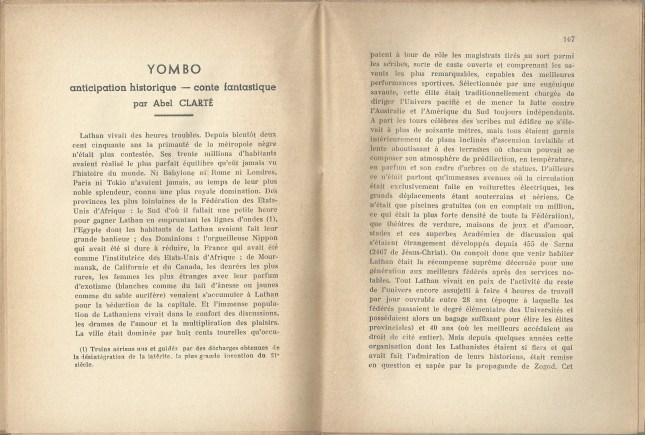 YOMBO
anticipation historique — conte fantastique
par Abel CLARTÉ
Lathan vivait des heures troubles. Depuis bientôt deux
cent cinquante ans la primauté de la métropole nègre
n'était plus contestée. Ses trente millions d'habitants
avaient réalisé le plus parfait équilibre qu'eût jamais vu
l'histoire du monde. Ni Babylone ni Rome ni Londres,
Paris ni Tokio n'avaient jamais, au temps de leur plus
noble splendeur, connu une plus royale domination. Des
provinces les plus lointaines de la Fédération des Etats-
Unis d'Afrique : le Sud d'où il fallait une petite heure
pour gagner Lathan en empruntant les lignes d'ondes (1),
l'Egypte dont les habitants de Lathan avaient fait leur
grande banlieue ; des Dominions : l'orgueilleuse Nippon
qui avait été si dure à réduire, la France qui avait été
comme l'institutrice des Etats-Unis d'Afrique ; de Mour-
mansk, de Californie et du Canada, les denrées les plus
rares, les femmes les plus étranges avec leur parfum
d'exotisme (blanches comme du lait d'ânesse ou jaunes
comme du sable aurifère) venaient s'accumuler à Lathan
pour la séduction de la capitale. Et l'immense popula-
tion de Lathaniens vivait dans le confort des discussions,
les drames de l'amour et la multiplication des plaisirs.
La ville était dominée par huit cents tourelles qu'occu-
(1) Trains aériens mus et guidés par des décharges obtenues de
la désintégration de la latérite, la plus grande invention du 21e
siècle.
167
paient à tour de rôle les magistrats tirés au sort parmi
les scribes, sorte de caste ouverte et comprenant les sa-
vants les plus remarquables, capables des meilleures
performances sportives. Sélectionnée par une eugénique
savante, cette élite était traditionnellement chargée de
diriger l'Univers pacifié et de mener la lutte contre
l'Australie et l'Amérique du Sud toujours indépendants.
A part les tours célèbres des scribes nul édifice ne s'éle-
vait à plus de soixante mètres, mais tous étaient garnis
intérieurement de plans inclinés d'ascension invisible et
lente aboutissant à des terrasses où chacun pouvait se
composer son atmosphère de prédilection, en température,
en parfum et son cadre d'arbres ou de statues. D'ailleurs
ce n'était partout qu'immenses avenues où la circulation
était exclusivement faite en voiturettes électriques, les
grands déplacements étant souterrains et aériens. Ce
n'était que piscines gratuites (on en comptait un million,
ce qui était la plus forte densité de toute la Fédération),
que théâtres de verdure, maisons de jeux et d'amour,
stades et ces superbes Académies de discussion qui
s'étaient étrangement développés depuis 455 de Sarna
(2467 de Jésus-Christ). On conçoit donc que venir habiter
Lathan était la récompense suprême décernée pour une
génération aux meilleurs fédérés après des services no-
tables. Tout Lathan vivait en paix de l'activité du reste
de l'univers encore assujetti à faire 4 heures de travail
par jour ouvrable entre 28 ans (époque à laquelle les
fédérés passaient le degré élémentaire des Universités et
possédaient alors un bagage suffisant pour élire les élites
provinciales) et 40 ans (où les meilleurs accédaient au
droit de cité entier). Mais depuis quelques années cette
organisation dont les Lathanistes étaient si fiers et qui
avait fait l'admiration de leurs historiens, était remise
en question et sapée par la propagande de Zogod. Cet